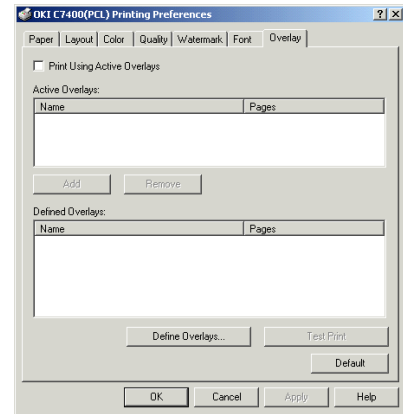 OKI C7400(PCL) Printing Preferences
Paper Layout Color Quality Watermark Font Overlay
Print Using Active Overlays
Active Overlays:
Name Pages
Add Remove
Defined Overlays:
Name Pages
Define Overlays... Test Print
Default
OK Cancel Apply Help